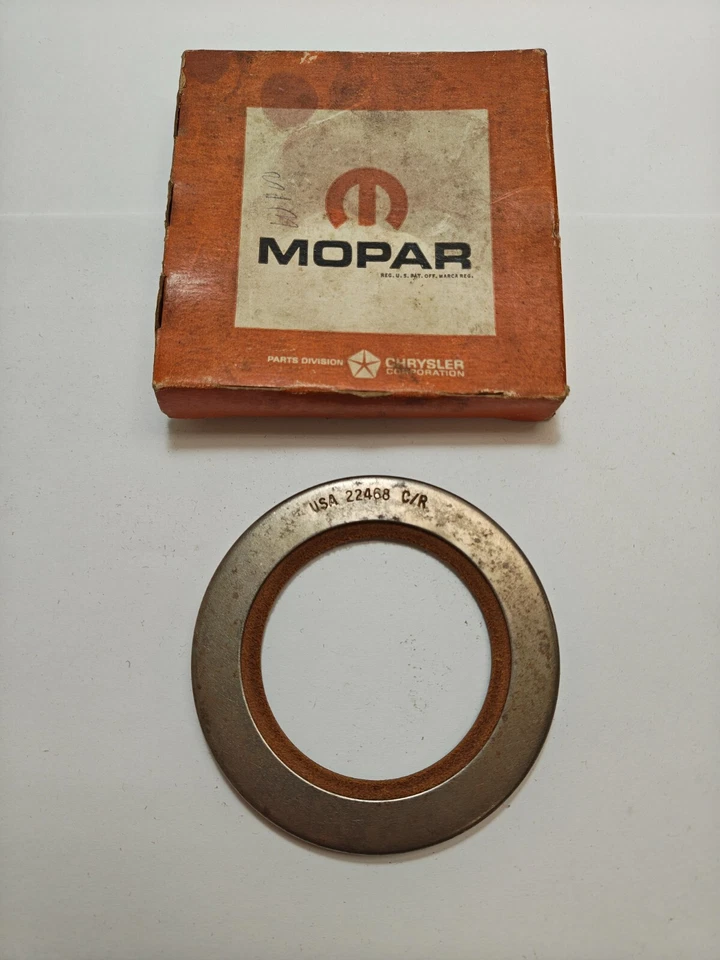 MOPAR
REG. U. S. PAT. OFF. MARCA REG.
PARTS DIVISION CHRYSLER
CORPORATION
USA 22468 C/R